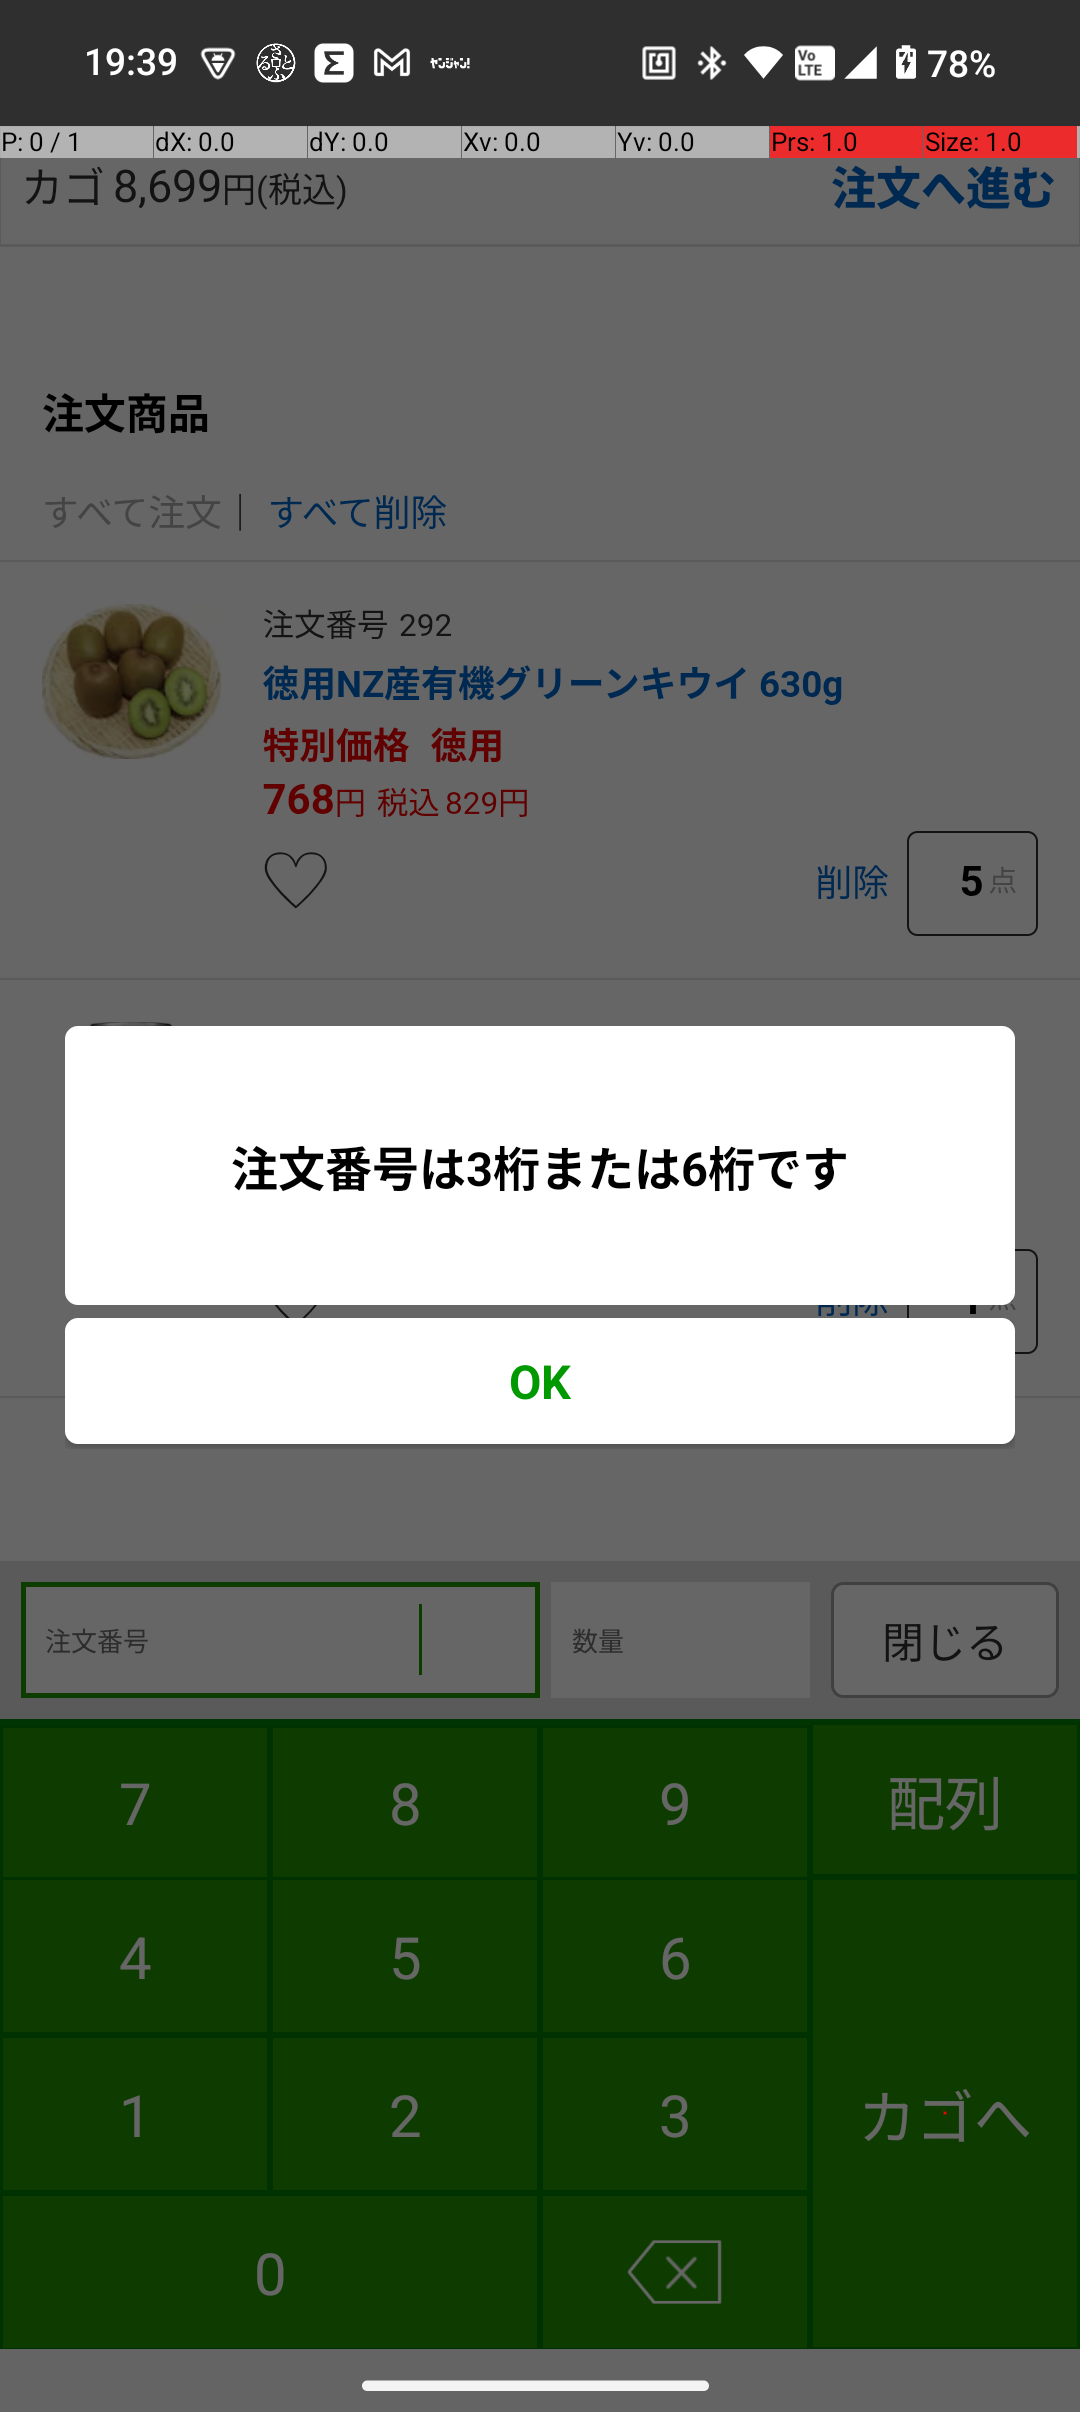 19:39 78%
P: 0 / 1 dX: 0.0 dY: 0.0 Xv: 0.0 Yv: 0.0 Prs: 1.0 Size: 1.0
カゴ 8,699円(税込) 注文へ進む
注文商品
すべて注文 | すべて削除
注文番号 292
徳用NZ産有機グリーンキウイ 630g
特別価格 徳用
768円 税込 829円
削除 5 点
注文番号は3桁または6桁です
削除
OK
注文番号 数量 閉じる
7 8 9 配列
4 5 6
1 2 3 カゴへ
0